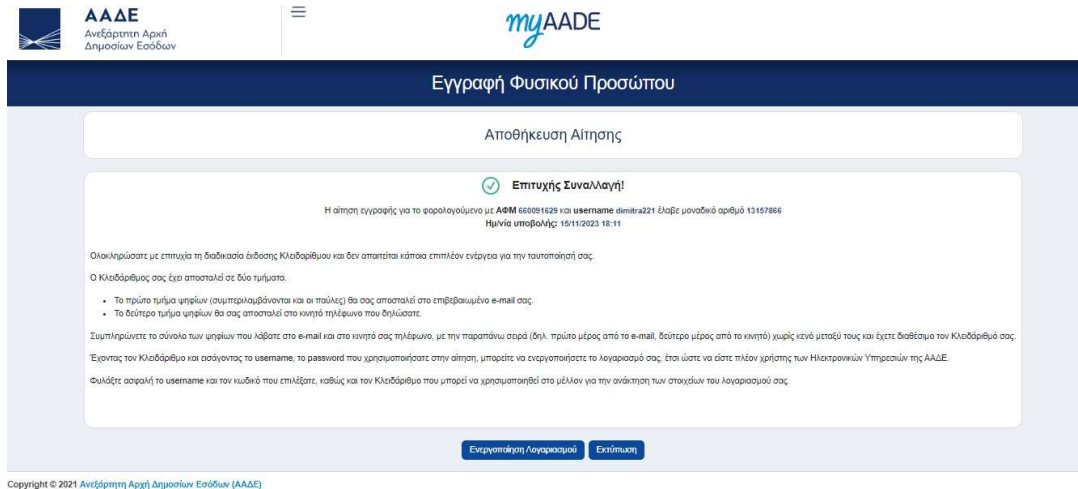 ΑΑΔΕ
Ανεξάρτητη Αρχή
Δημοσίων Εσόδων
myAADE
Εγγραφή Φυσικού Προσώπου
Αποθήκευση Αίτησης
Επιτυχής Συναλλαγή!
Η αίτηση εγγραφής για το φορολογούμενο με ΑΦΜ 660091629 και username dimitra221 έλαβε μοναδικό αριθμό 13157866
Ημ/νία υποβολής: 15/11/2023 18:11
Ολοκληρώσατε με επιτυχία τη διαδικασία έκδοσης Κλειδαρίθμου και δεν απαιτείται κάποια επιπλέον ενέργεια για την ταυτοποίησή σας.
Ο Κλειδάριθμος σας έχει αποσταλεί σε δύο τμήματα.
• Το πρώτο τμήμα ψηφίων (συμπεριλαμβάνονται και οι παύλες) θα σας αποσταλεί στο επιβεβαιωμένο e-mail σας.
• Το δεύτερο τμήμα ψηφίων θα σας αποσταλεί στο κινητό τηλέφωνο που δηλώσατε.
Συμπληρώνετε το σύνολο των ψηφίων που λάβατε στο e-mail και στο κινητό σας τηλέφωνο, με την παραπάνω σειρά (δηλ. πρώτο μέρος από το e-mail, δεύτερο μέρος από το κινητό) χωρίς κενό μεταξύ τους και έχετε διαθέσιμο τον Κλειδάριθμό σας.
Έχοντας τον Κλειδάριθμο και εισάγοντας το username, το password που χρησιμοποιήσατε στην αίτηση, μπορείτε να ενεργοποιήσετε το λογαριασμό σας, έτσι ώστε να είστε πλέον χρήστης των Ηλεκτρονικών Υπηρεσιών της ΑΑΔΕ.
Φυλάξτε ασφαλή το username και τον κωδικό που επιλέξατε, καθώς και τον Κλειδάριθμο που μπορεί να χρησιμοποιηθεί στο μέλλον για την ανάκτηση των στοιχείων του λογαριασμού σας.
Ενεργοποίηση Λογαριασμού Εκτύπωση
Copyright © 2021 Ανεξάρτητη Αρχή Δημοσίων Εσόδων (ΑΑΔΕ)